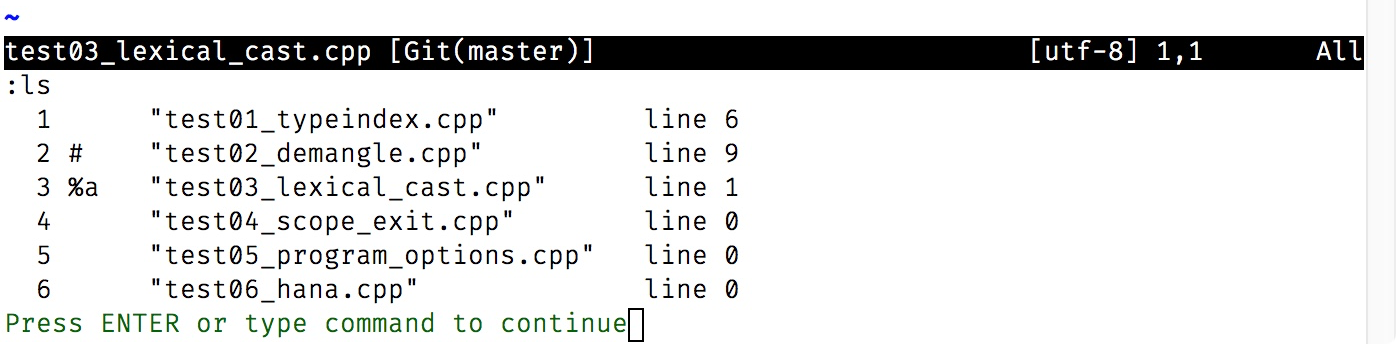 ~
test03_lexical_cast.cpp [Git(master)] [utf-8] 1,1 All
:ls
1 "test01_typeindex.cpp" line 6
2 # "test02_demangle.cpp" line 9
3 %a "test03_lexical_cast.cpp" line 1
4 "test04_scope_exit.cpp" line 0
5 "test05_program_options.cpp" line 0
6 "test06_hana.cpp" line 0
Press ENTER or type command to continue